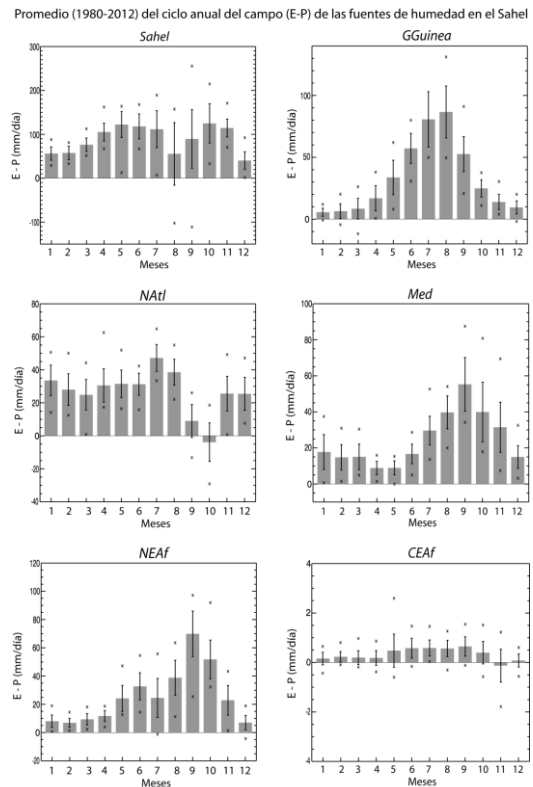 Promedio (1980-2012) del ciclo anual del campo (E-P) de las fuentes de humedad en el Sahel
Sahel
GGuinea
E - P (mm/día)
300
200
100
0
-100
1 2 3 4 5 6 7 8 9 10 11 12
Meses
E - P (mm/día)
100
50
0
1 2 3 4 5 6 7 8 9 10 11 12
Meses
NAtl
Med
E - P (mm/día)
80
60
40
20
0
-20
-40
1 2 3 4 5 6 7 8 9 10 11 12
Meses
E - P (mm/día)
100
80
60
40
20
0
1 2 3 4 5 6 7 8 9 10 11 12
Meses
NEAf
CEAf
E - P (mm/día)
120
100
80
60
40
20
0
-20
1 2 3 4 5 6 7 8 9 10 11 12
Meses
E - P (mm/día)
4
2
0
-2
-4
1 2 3 4 5 6 7 8 9 10 11 12
Meses